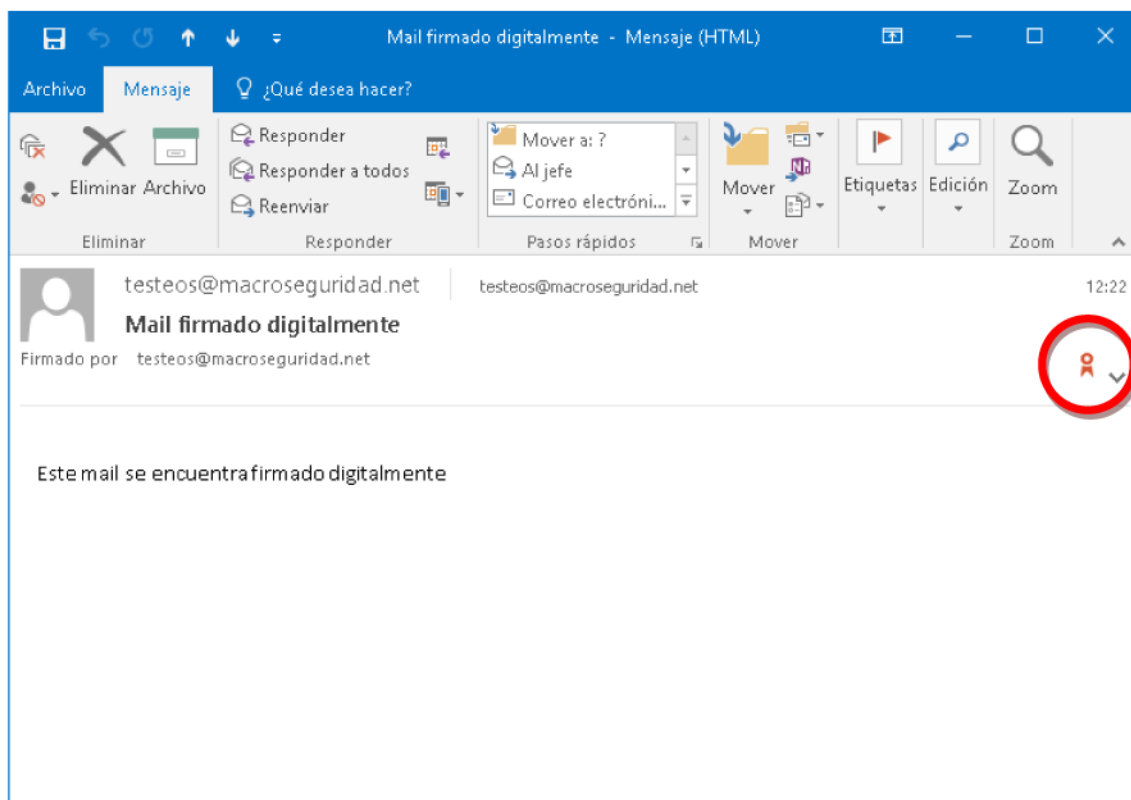 Mail firmado digitalmente - Mensaje (HTML)
Archivo Mensaje ¿Qué desea hacer?
Responder
Responder a todos
Reenviar
Eliminar Archivo
Mover a: ?
Al jefe
Correo electróni...
Mover
Etiquetas Edición Zoom
Eliminar Responder Pasos rápidos Mover Zoom
testeos@macroseguridad.net testeos@macroseguridad.net 12:22
Mail firmado digitalmente
Firmado por testeos@macroseguridad.net
Este mail se encuentra firmado digitalmente